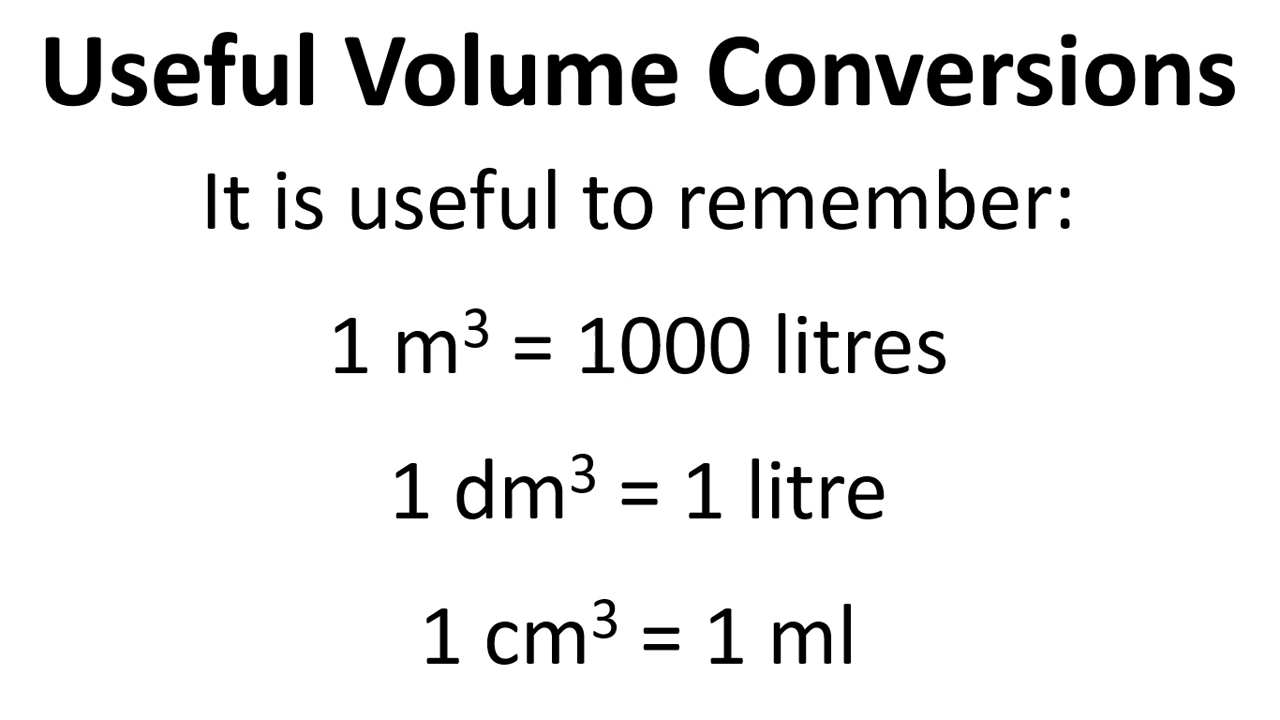 Useful Volume Conversions
It is useful to remember:
1 m³ = 1000 litres
1 dm³ = 1 litre
1 cm³ = 1 ml